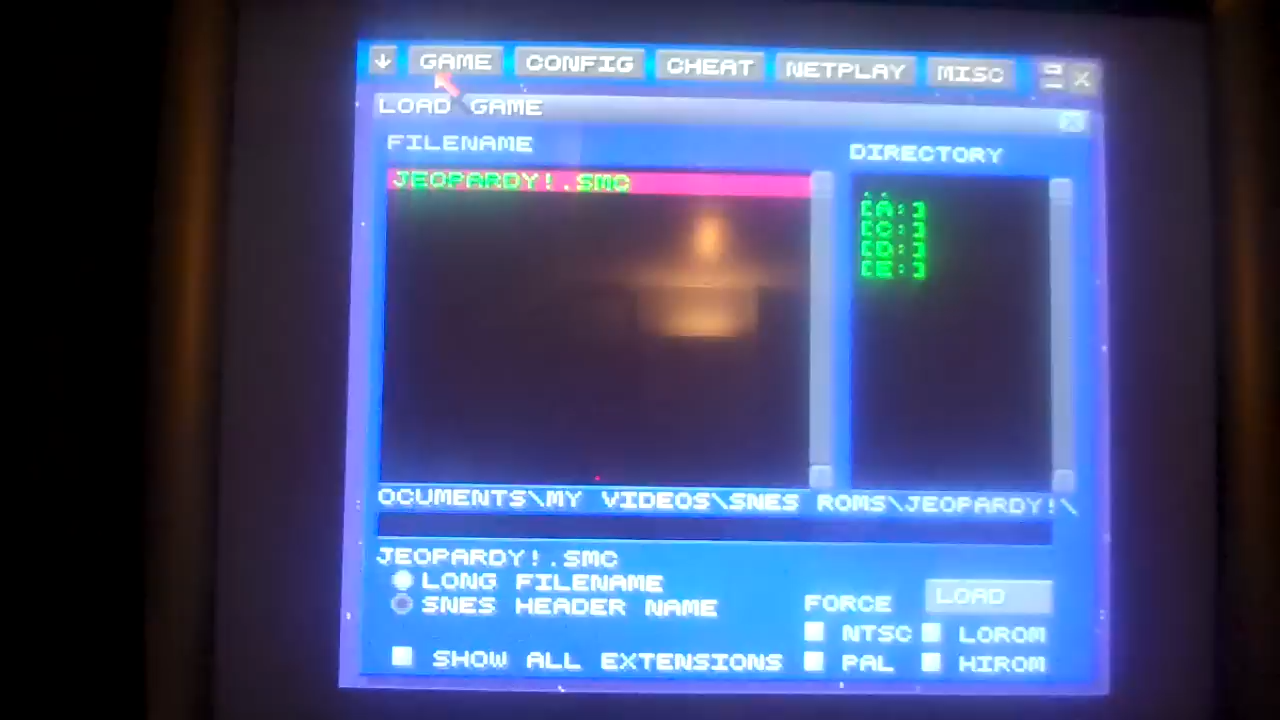 GAME CONFIG CHEAT NETPLAY MISC
LOAD GAME
FILENAME
DIRECTORY
JEOPARDY!.SMC
..
[A:]
[C:]
[D:]
[E:]
OCUMENTS\MY VIDEOS\SNES ROMS\JEOPARDY!\
JEOPARDY!.SMC
LONG FILENAME
SNES HEADER NAME
FORCE
LOAD
NTSC LOROM
SHOW ALL EXTENSIONS
PAL HIROM